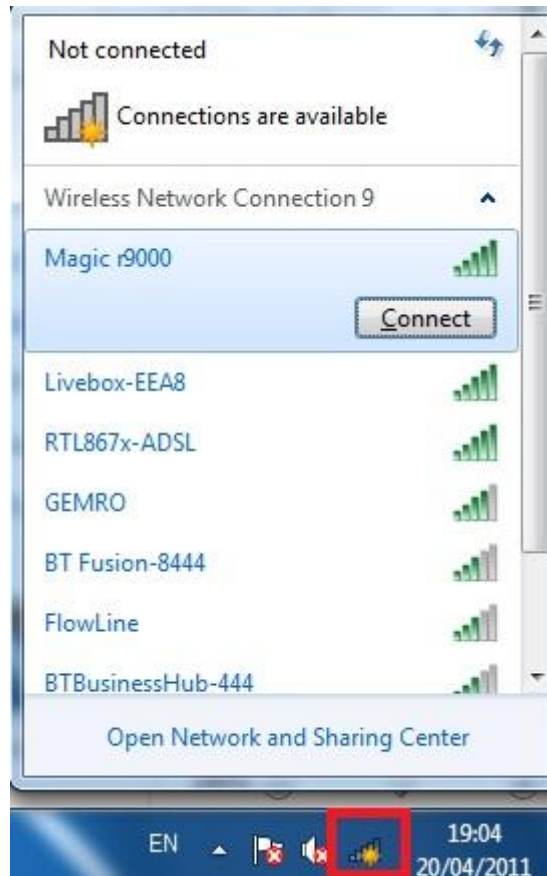 Not connected
Connections are available
Wireless Network Connection 9
Magic r9000
Connect
Livebox-EEA8
RTL867x-ADSL
GEMRO
BT Fusion-8444
FlowLine
BTBusinessHub-444
Open Network and Sharing Center
EN
19:04
20/04/2011